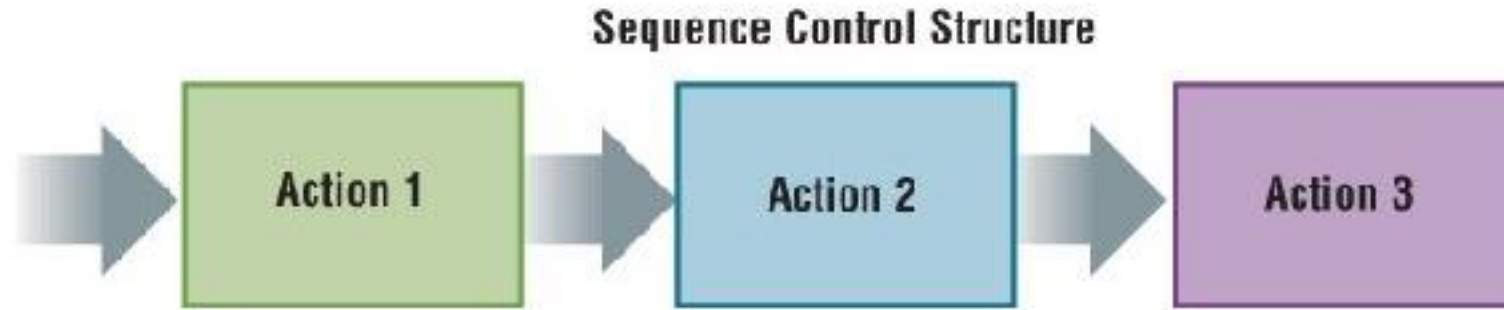 Sequence Control Structure
Action 1
Action 2
Action 3